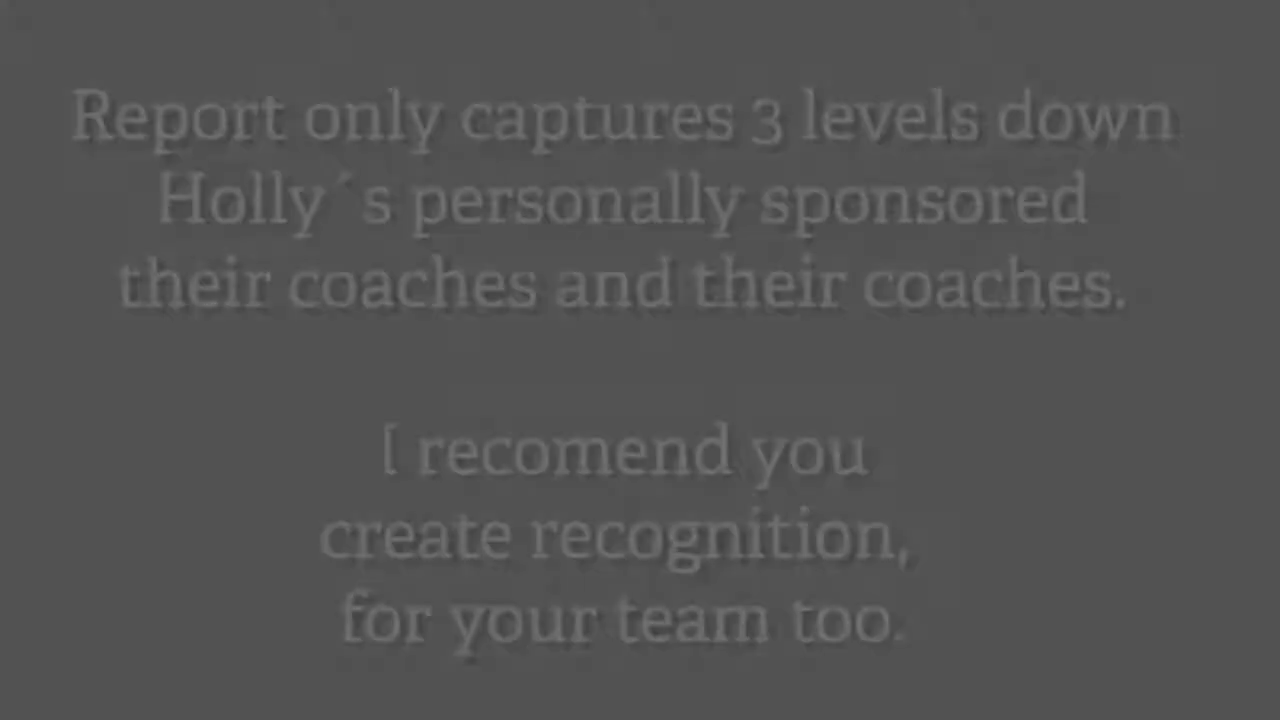 Report only captures 3 levels down
Holly´s personally sponsored
their coaches and their coaches.
I recomend you
create recognition,
for your team too.